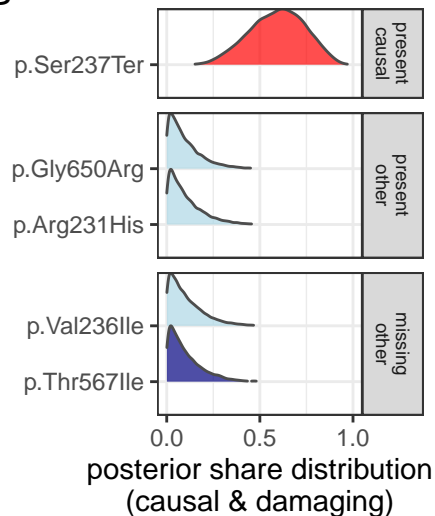 p.Ser237Ter
present
causal
p.Gly650Arg
p.Arg231His
present
other
p.Val236Ile
p.Thr567Ile
missing
other
0.0 0.5 1.0
posterior share distribution
(causal & damaging)